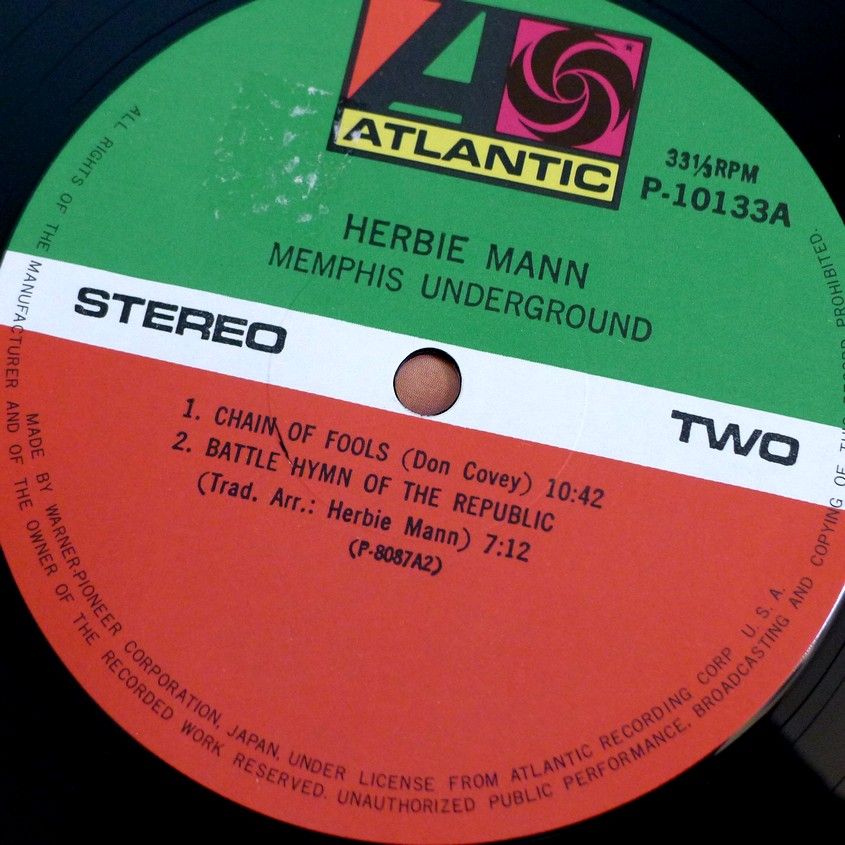 ATLANTIC
33⅓RPM
P-10133A
HERBIE MANN
MEMPHIS UNDERGROUND
STEREO
TWO
1. CHAIN OF FOOLS (Don Covey) 10:42
2. BATTLE HYMN OF THE REPUBLIC
(Trad. Arr.: Herbie Mann) 7:12
(P-8087A2)
MADE BY WARNER-PIONEER CORPORATION, JAPAN, UNDER LICENSE FROM ATLANTIC RECORDING CORP U. S. A.
ALL RIGHTS OF THE MANUFACTURER AND OF THE OWNER OF THE RECORDED WORK RESERVED. UNAUTHORIZED PUBLIC PERFORMANCE, BROADCASTING AND COPYING OF THIS RECORD PROHIBITED.